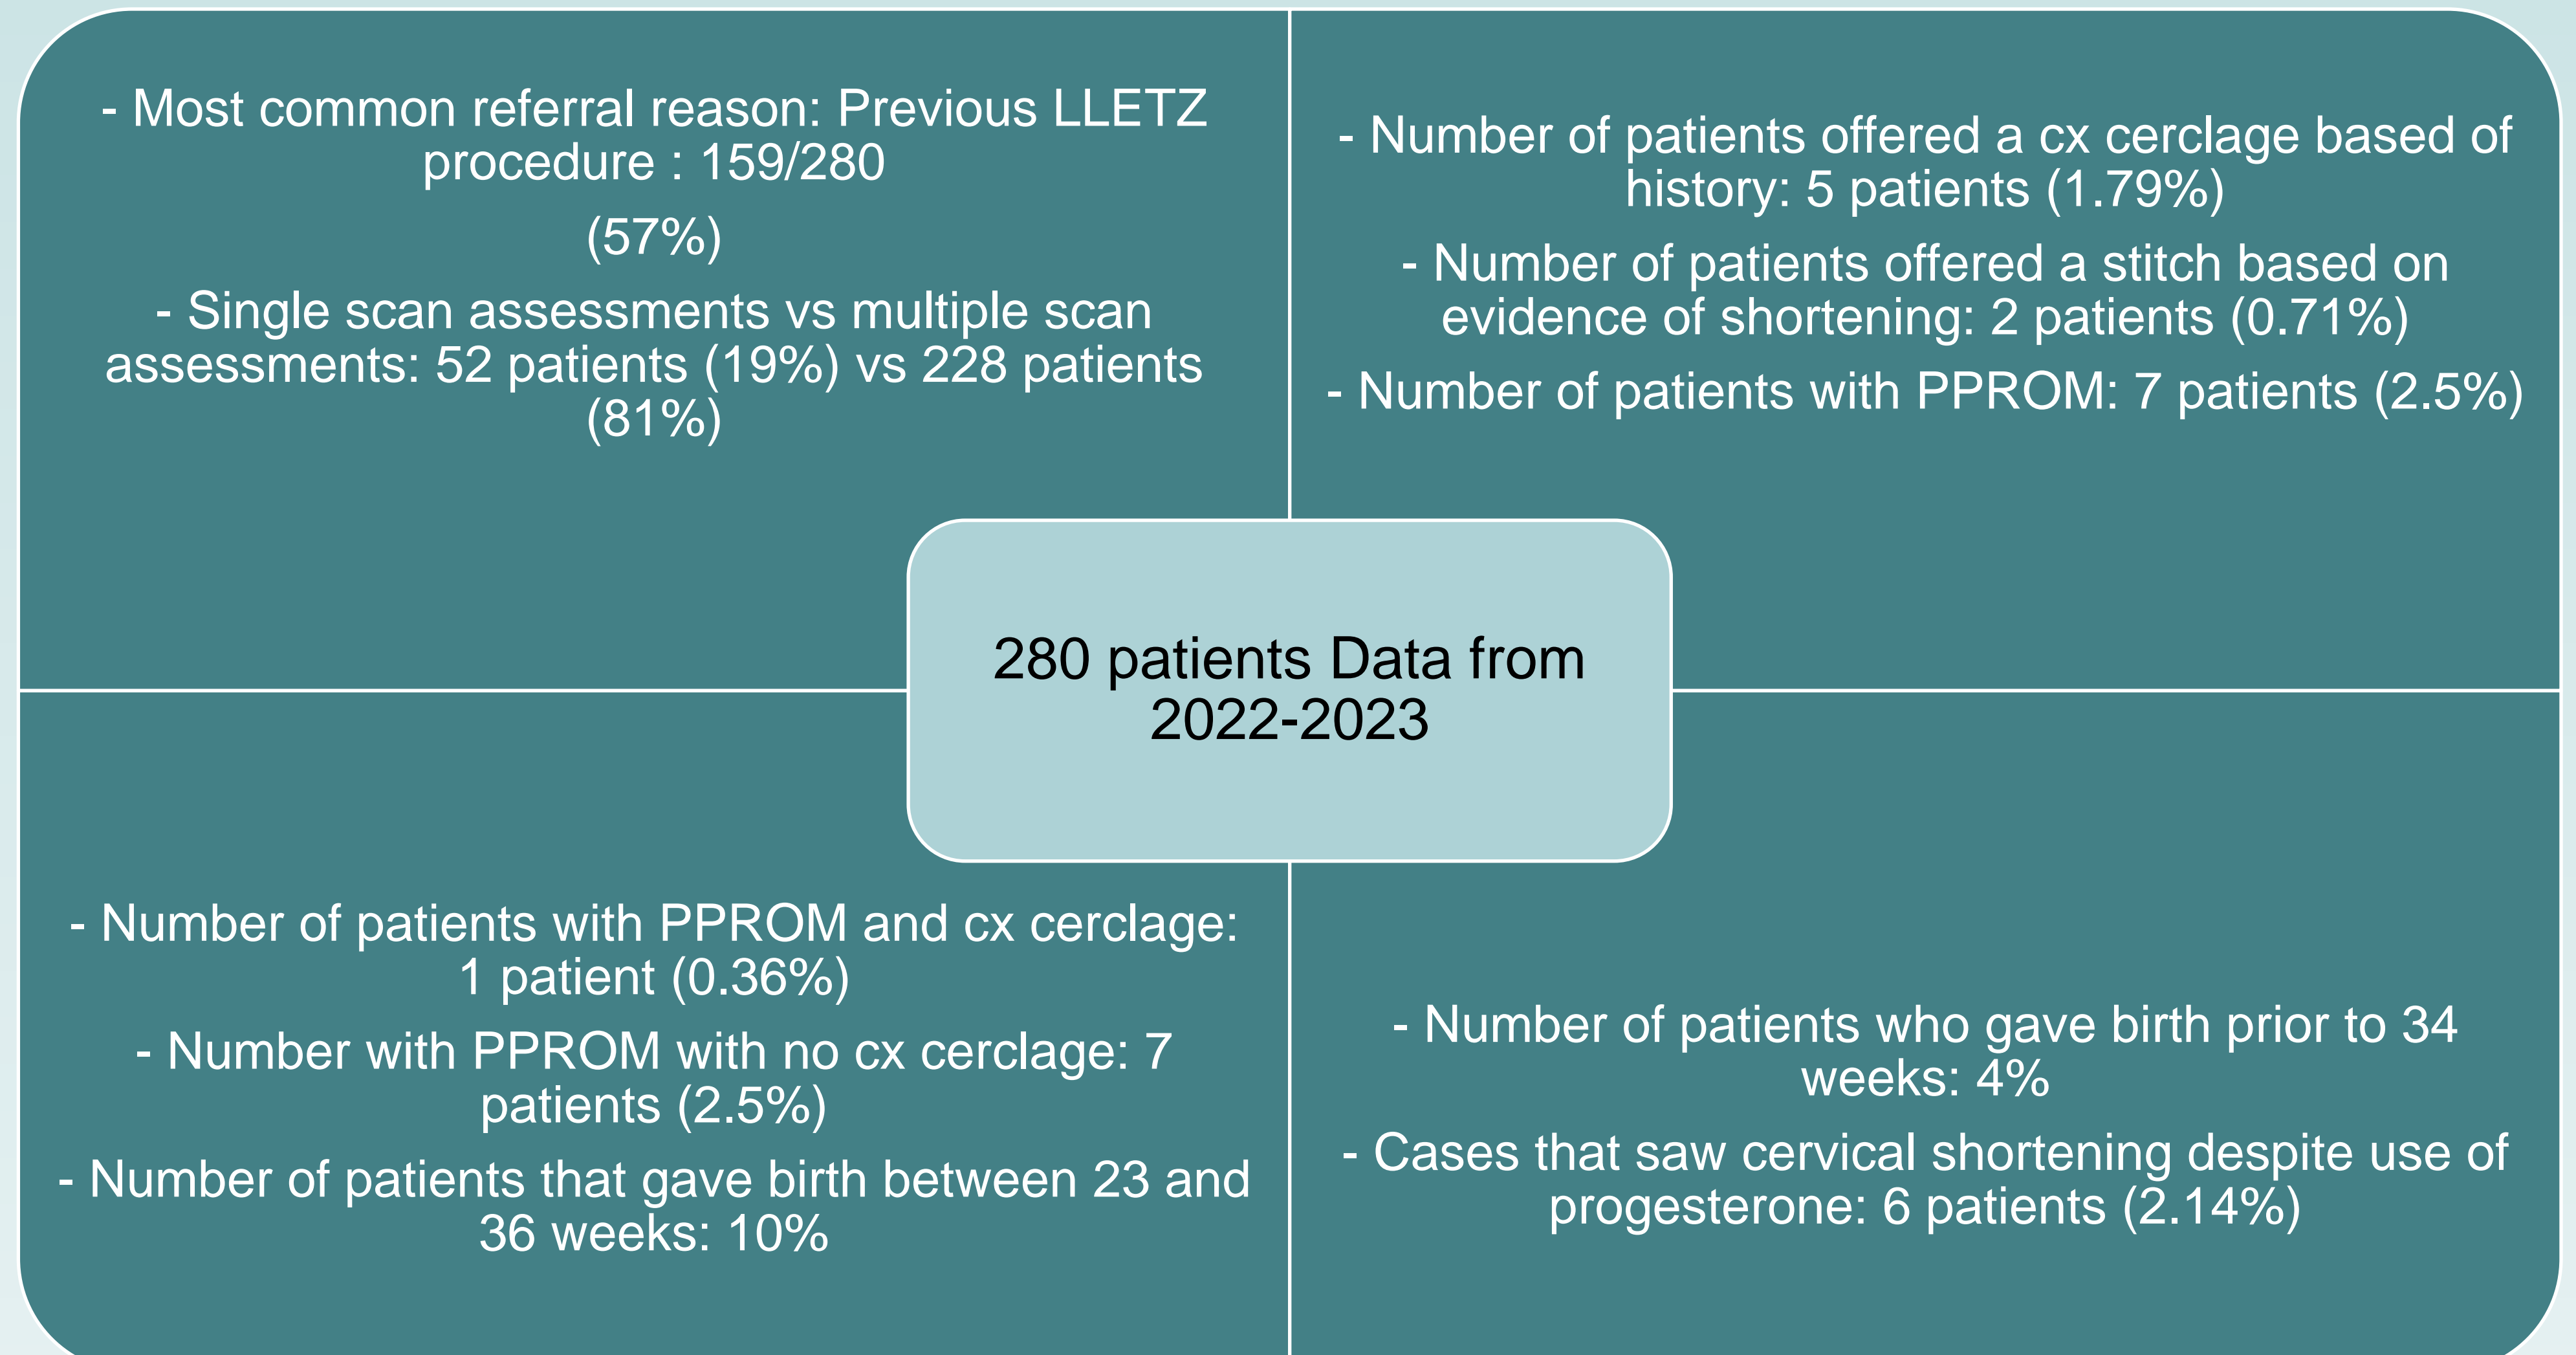 - Most common referral reason: Previous LLETZ
procedure : 159/280
(57%)
- Single scan assessments vs multiple scan
assessments: 52 patients (19%) vs 228 patients
(81%)
- Number of patients offered a cx cerclage based of
history: 5 patients (1.79%)
- Number of patients offered a stitch based on
evidence of shortening: 2 patients (0.71%)
- Number of patients with PPROM: 7 patients (2.5%)
280 patients Data from
2022-2023
- Number of patients with PPROM and cx cerclage:
1 patient (0.36%)
- Number with PPROM with no cx cerclage: 7
patients (2.5%)
- Number of patients that gave birth between 23 and
36 weeks: 10%
- Number of patients who gave birth prior to 34
weeks: 4%
- Cases that saw cervical shortening despite use of
progesterone: 6 patients (2.14%)